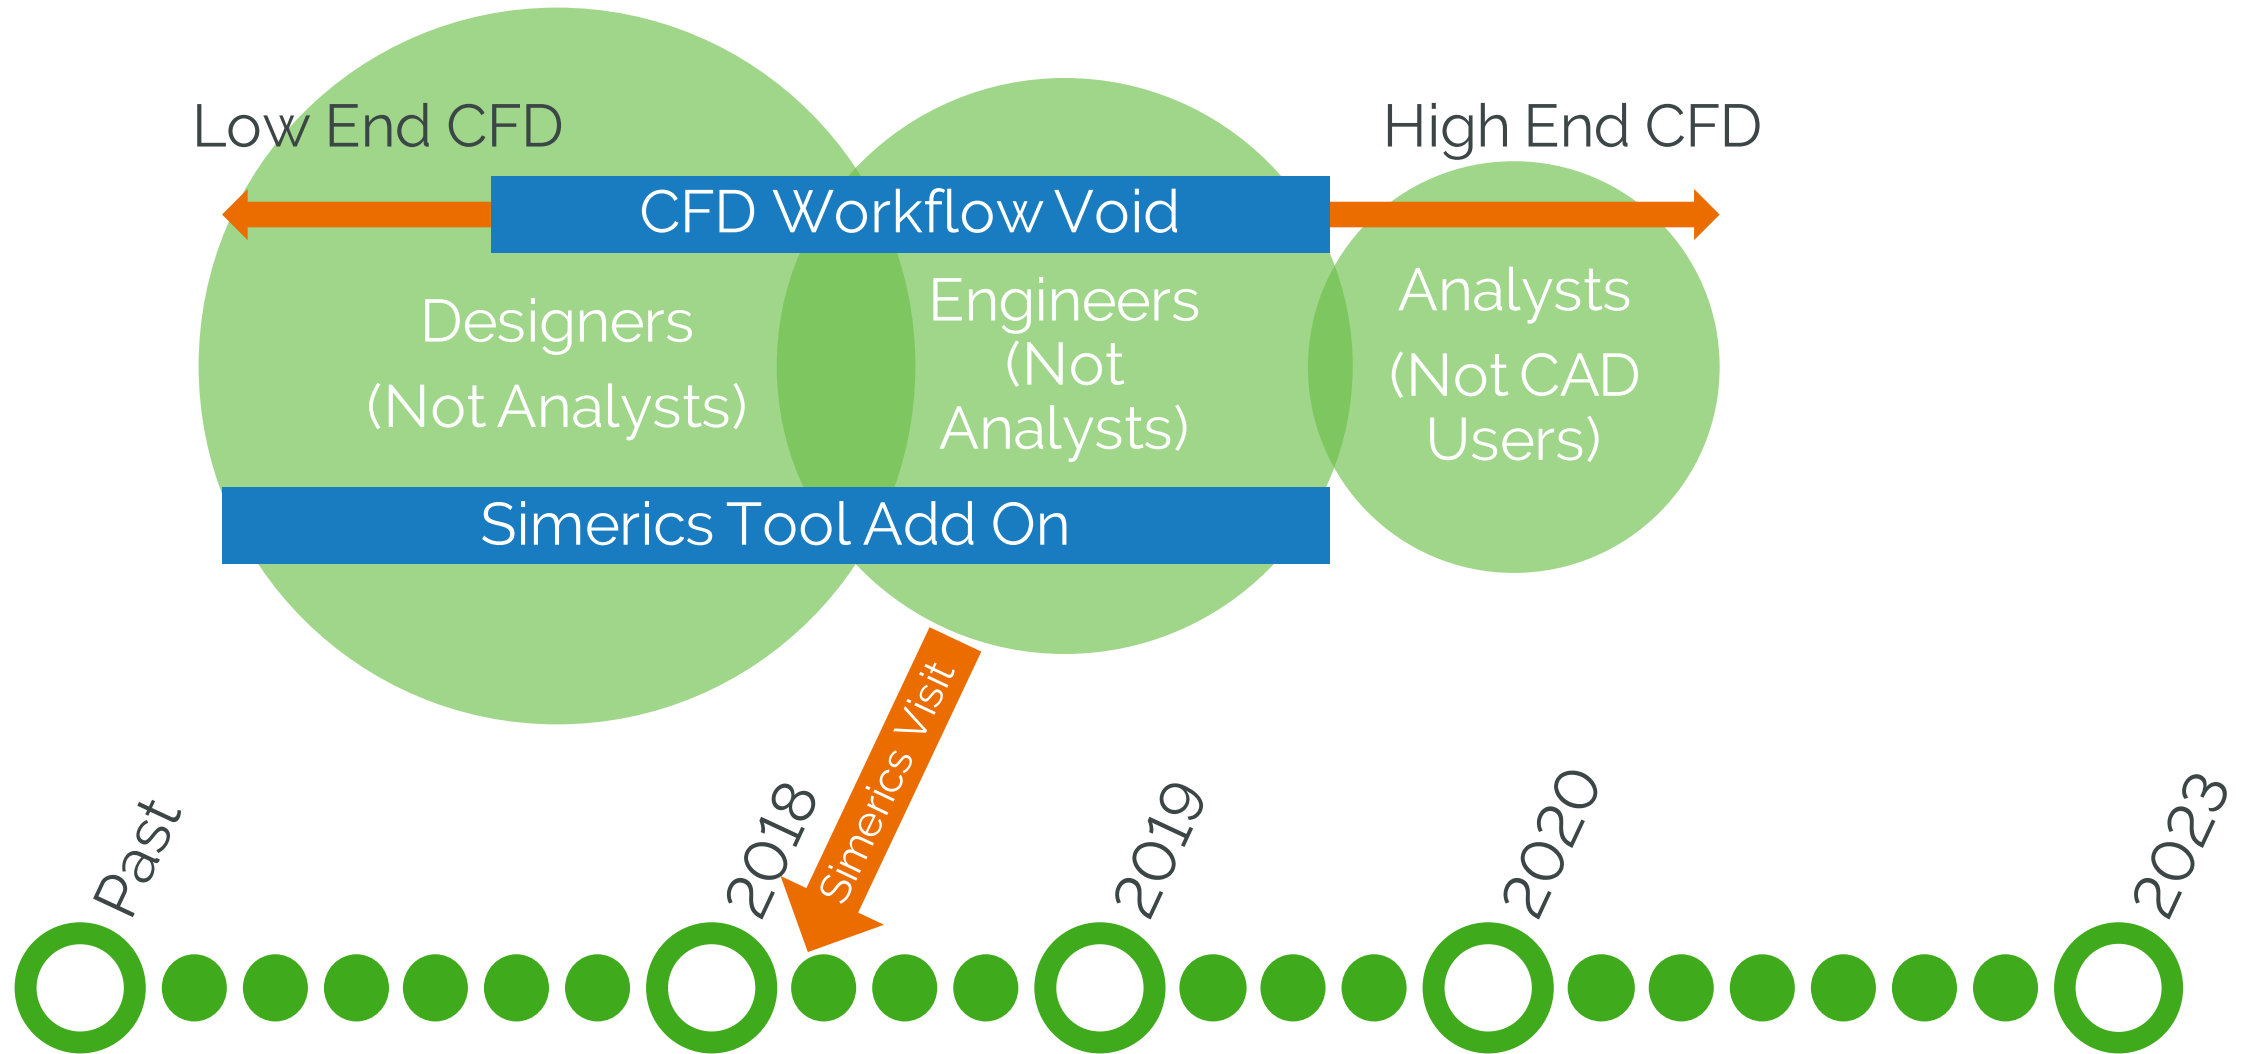 Low End CFD
High End CFD
CFD Workflow Void
Designers
(Not Analysts)
Engineers
(Not
Analysts)
Analysts
(Not CAD
Users)
Simerics Tool Add On
Simerics Visit
Past
2018
2019
2020
2023